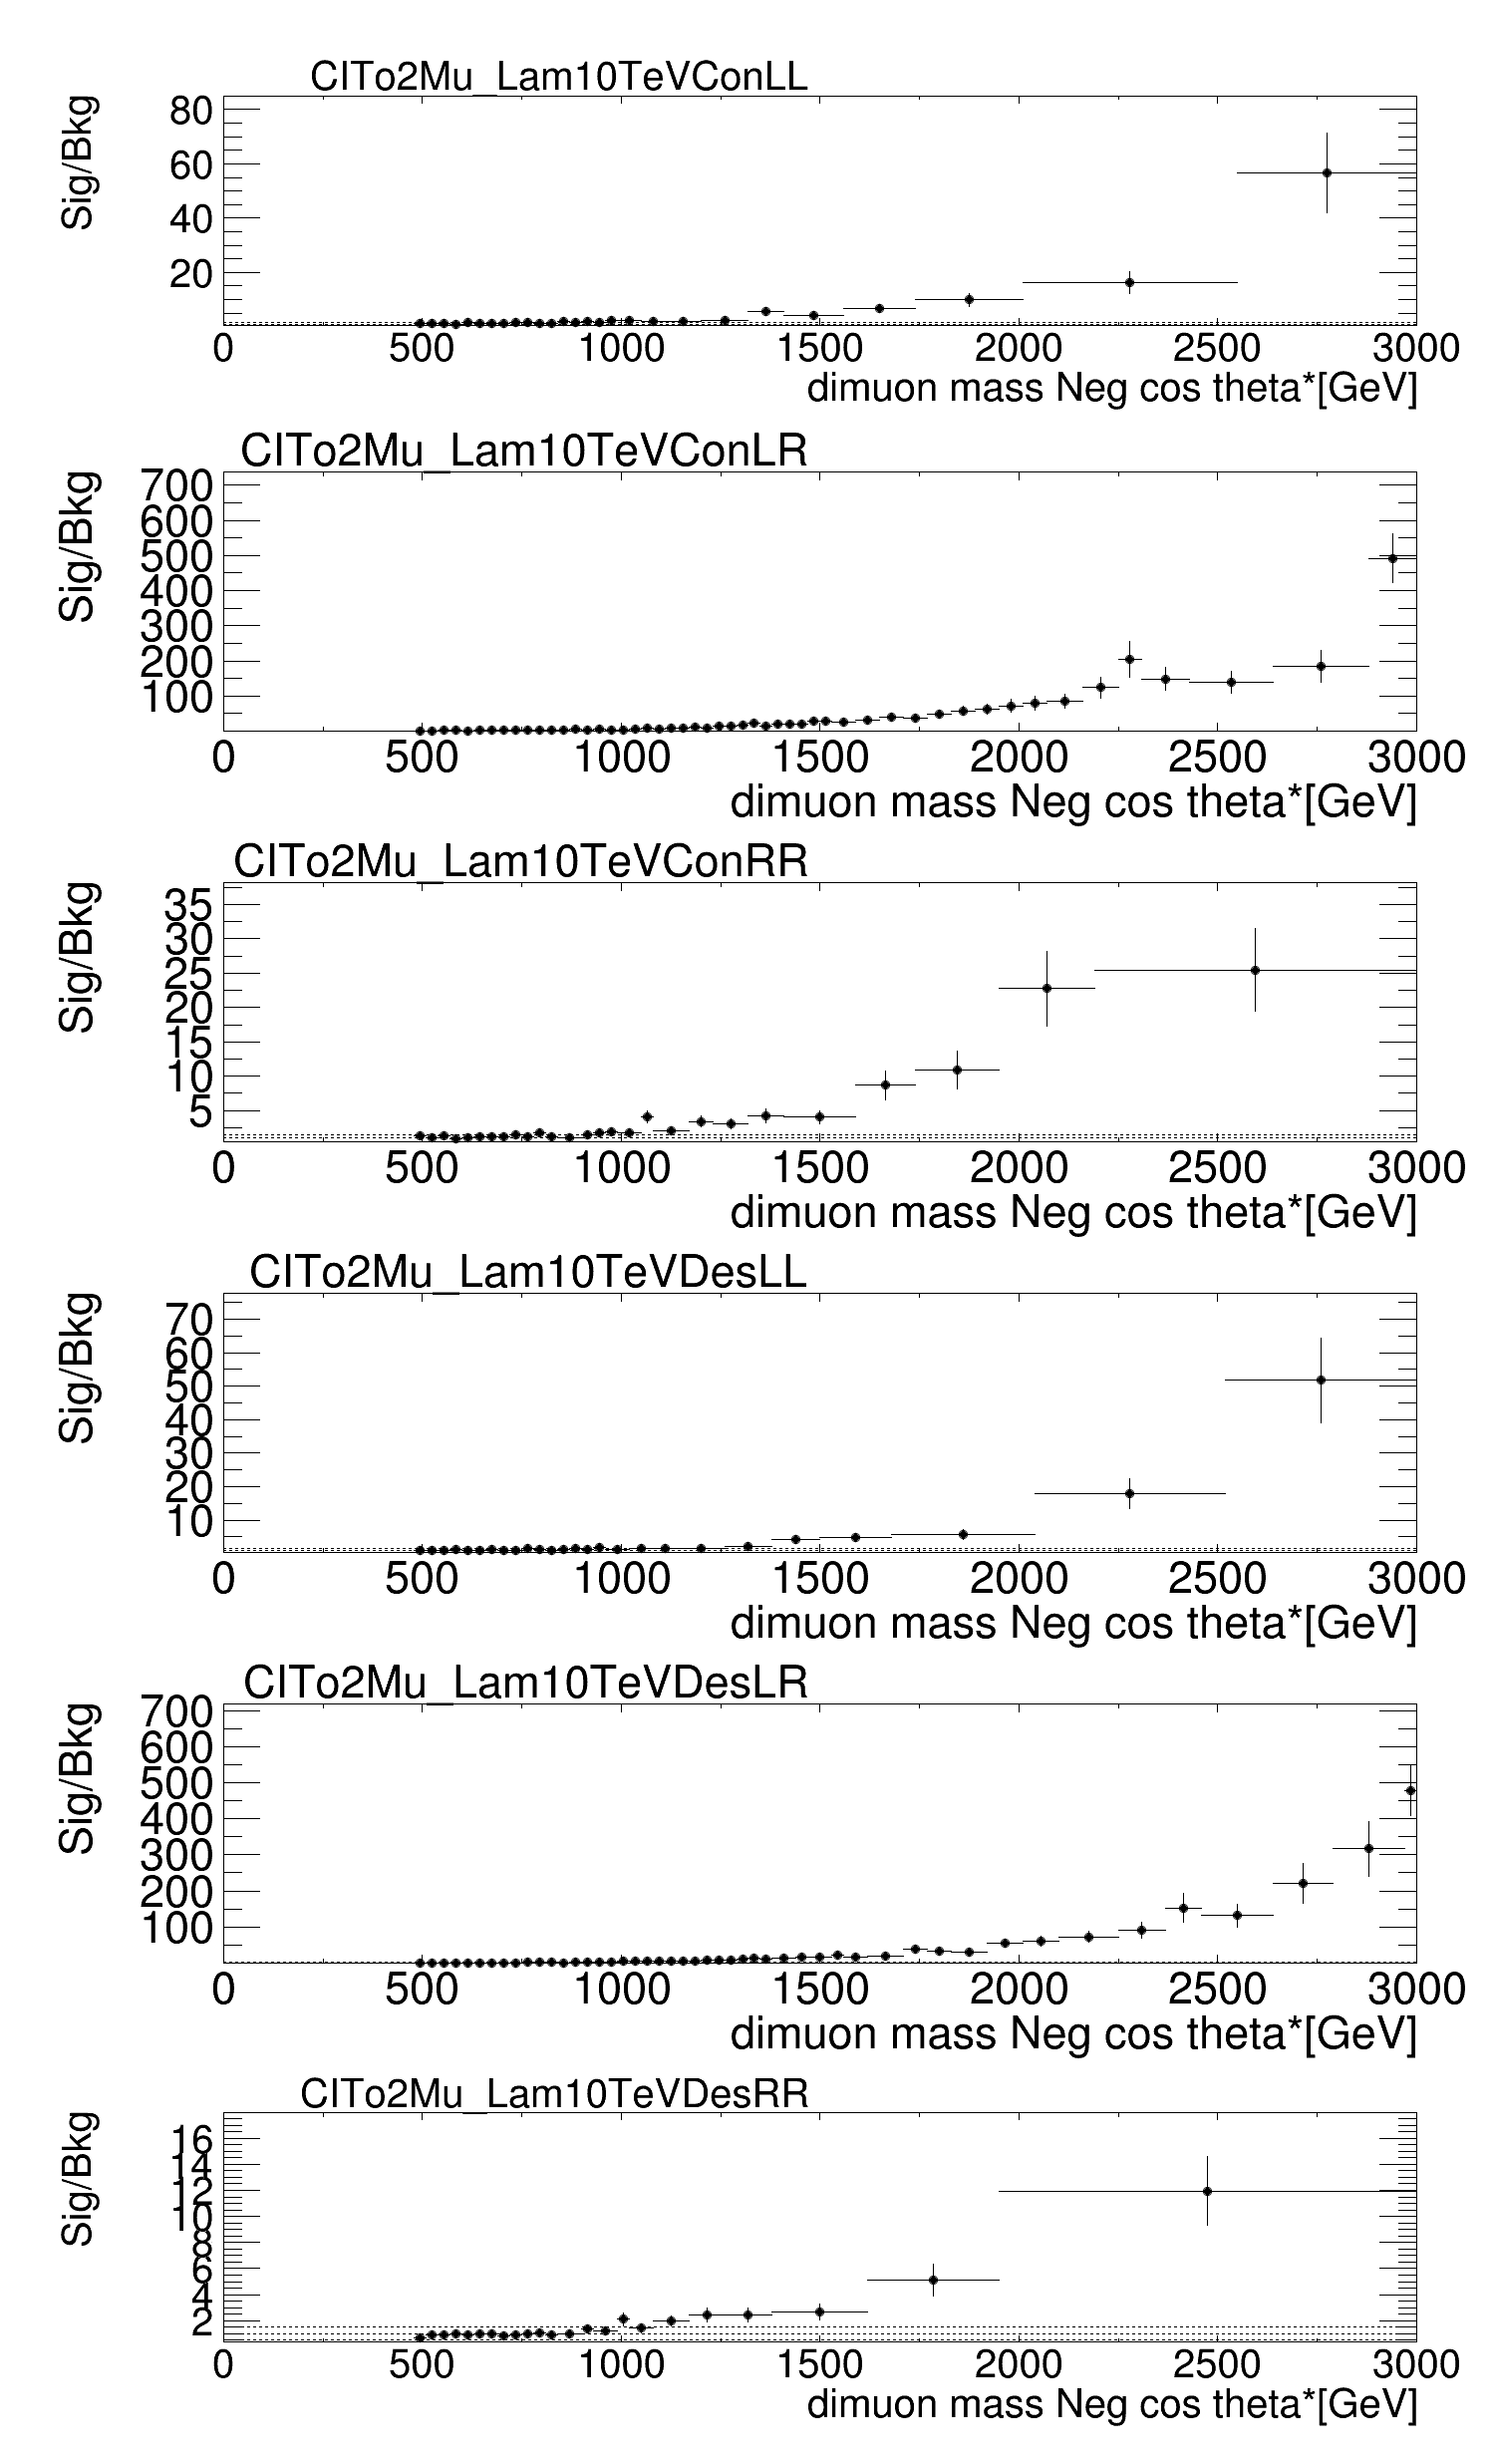 CITo2Mu_Lam10TeVConLL
Sig/Bkg
80
60
40
20
0 500 1000 1500 2000 2500 3000
dimuon mass Neg cos theta*[GeV]
CITo2Mu_Lam10TeVConLR
Sig/Bkg
700
600
500
400
300
200
100
0 500 1000 1500 2000 2500 3000
dimuon mass Neg cos theta*[GeV]
CITo2Mu_Lam10TeVConRR
Sig/Bkg
35
30
25
20
15
10
5
0 500 1000 1500 2000 2500 3000
dimuon mass Neg cos theta*[GeV]
CITo2Mu_Lam10TeVDesLL
Sig/Bkg
70
60
50
40
30
20
10
0 500 1000 1500 2000 2500 3000
dimuon mass Neg cos theta*[GeV]
CITo2Mu_Lam10TeVDesLR
Sig/Bkg
700
600
500
400
300
200
100
0 500 1000 1500 2000 2500 3000
dimuon mass Neg cos theta*[GeV]
CITo2Mu_Lam10TeVDesRR
Sig/Bkg
16
14
12
10
8
6
4
2
0 500 1000 1500 2000 2500 3000
dimuon mass Neg cos theta*[GeV]